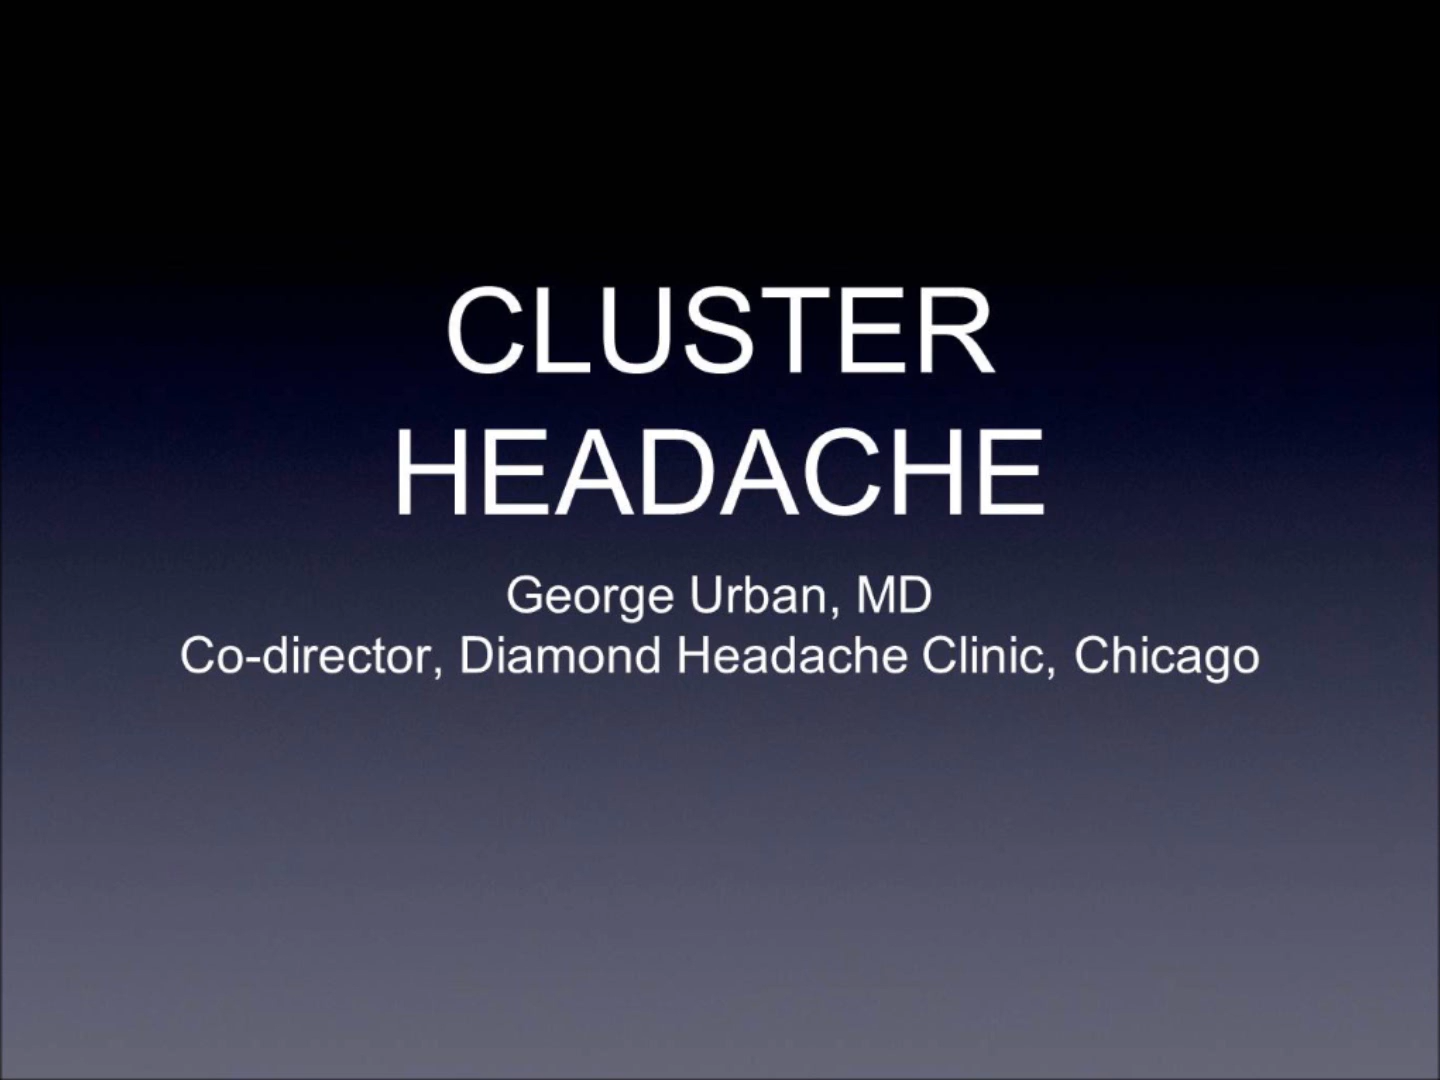 CLUSTER
HEADACHE
George Urban, MD
Co-director, Diamond Headache Clinic, Chicago